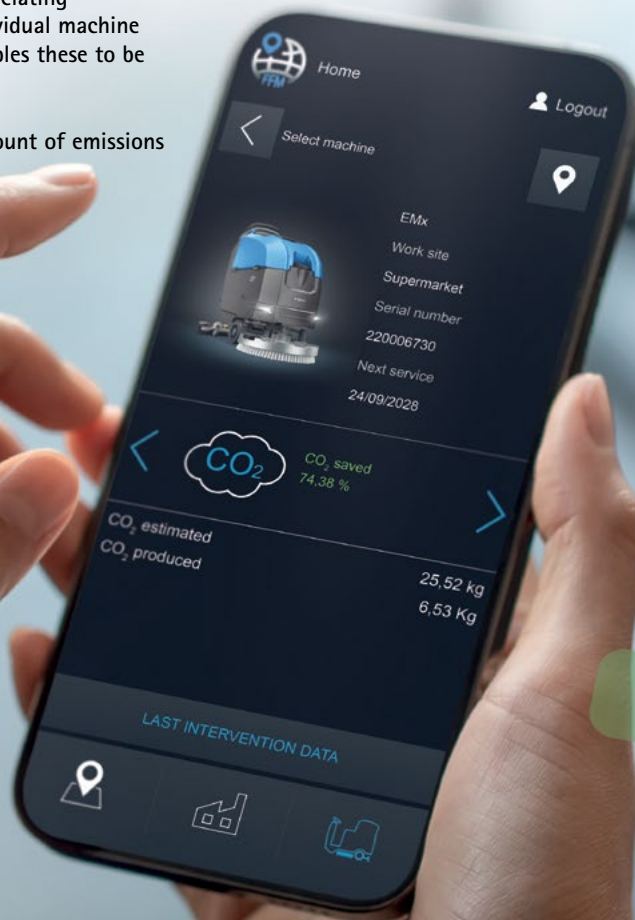 elating
vidual machine
bles these to be
ount of emissions
FFM
Home
Logout
Select machine
EMx
Work site
Supermarket
Serial number
220006730
Next service
24/09/2028
CO₂
CO₂ saved
74,38 %
CO₂ estimated
25,52 kg
CO₂ produced
6,53 Kg
LAST INTERVENTION DATA